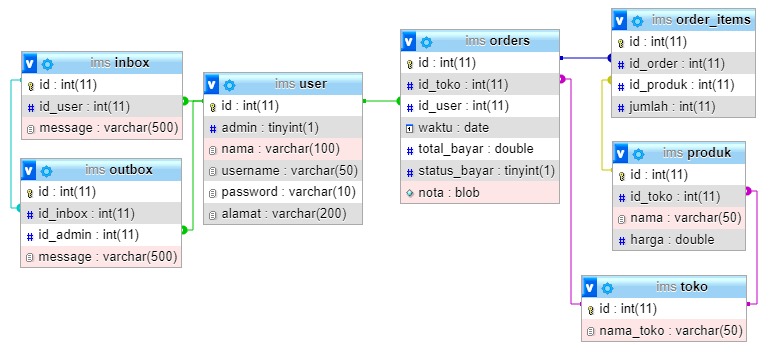 ims inbox
id : int(11)
id_user : int(11)
message : varchar(500)
ims outbox
id : int(11)
id_inbox : int(11)
id_admin : int(11)
message : varchar(500)
ims user
id : int(11)
admin : tinyint(1)
nama : varchar(100)
username : varchar(50)
password : varchar(10)
alamat : varchar(200)
ims orders
id : int(11)
id_toko : int(11)
id_user : int(11)
waktu : date
total_bayar : double
status_bayar : tinyint(1)
nota : blob
ims order_items
id : int(11)
id_order : int(11)
id_produk : int(11)
jumlah : int(11)
ims produk
id : int(11)
id_toko : int(11)
nama : varchar(50)
harga : double
ims toko
id : int(11)
nama_toko : varchar(50)